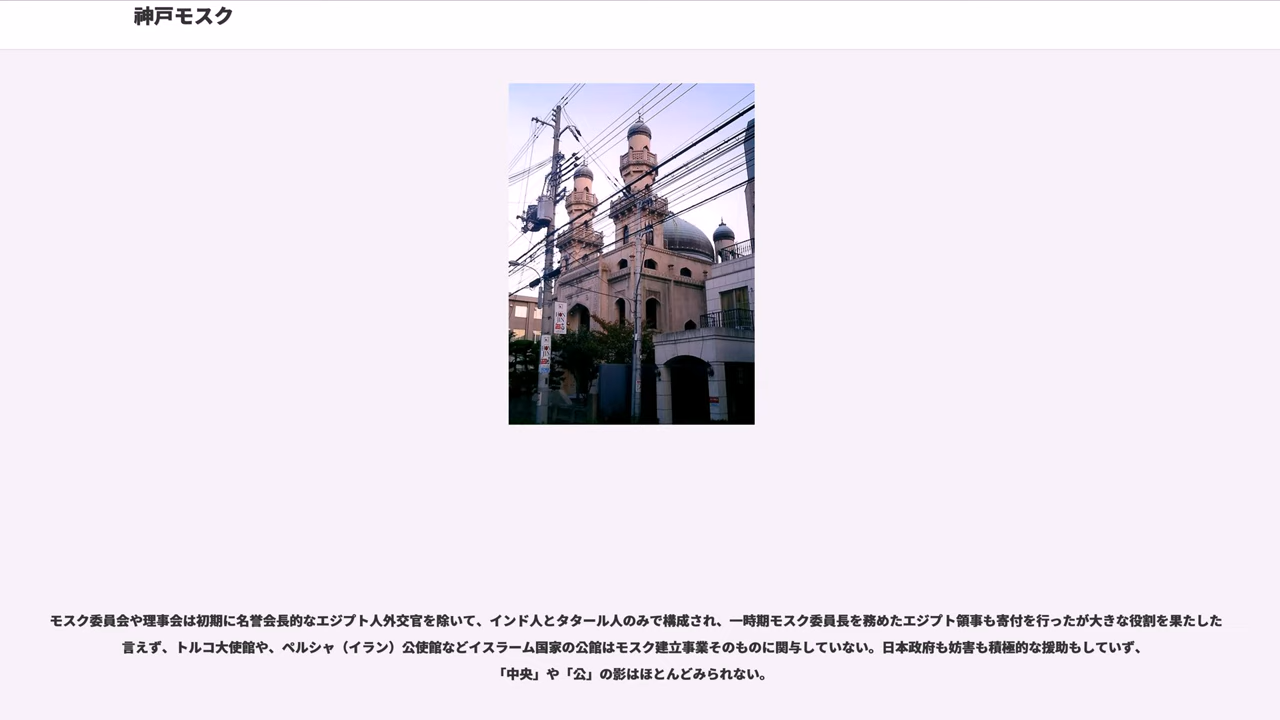 神戸モスク
モスク委員会や理事会は初期に名誉会長的なエジプト人外交官を除いて、インド人とタタール人のみで構成され、一時期モスク委員長を務めたエジプト領事も寄付を行ったが大きな役割を果たした
言えず、トルコ大使館や、ペルシャ（イラン）公使館などイスラーム国家の公館はモスク建立事業そのものに関与していない。日本政府も妨害も積極的な援助もしていず、
「中央」や「公」の影はほとんどみられない。